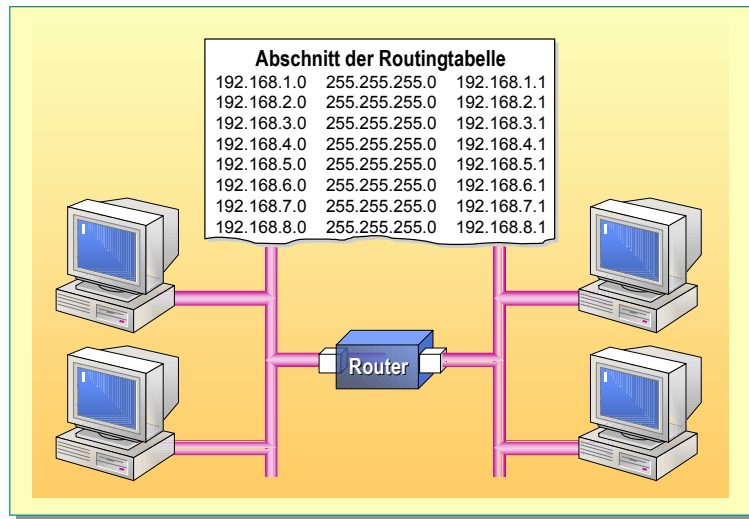 Abschnitt der Routingtabelle
192.168.1.0 255.255.255.0 192.168.1.1
192.168.2.0 255.255.255.0 192.168.2.1
192.168.3.0 255.255.255.0 192.168.3.1
192.168.4.0 255.255.255.0 192.168.4.1
192.168.5.0 255.255.255.0 192.168.5.1
192.168.6.0 255.255.255.0 192.168.6.1
192.168.7.0 255.255.255.0 192.168.7.1
192.168.8.0 255.255.255.0 192.168.8.1
Router